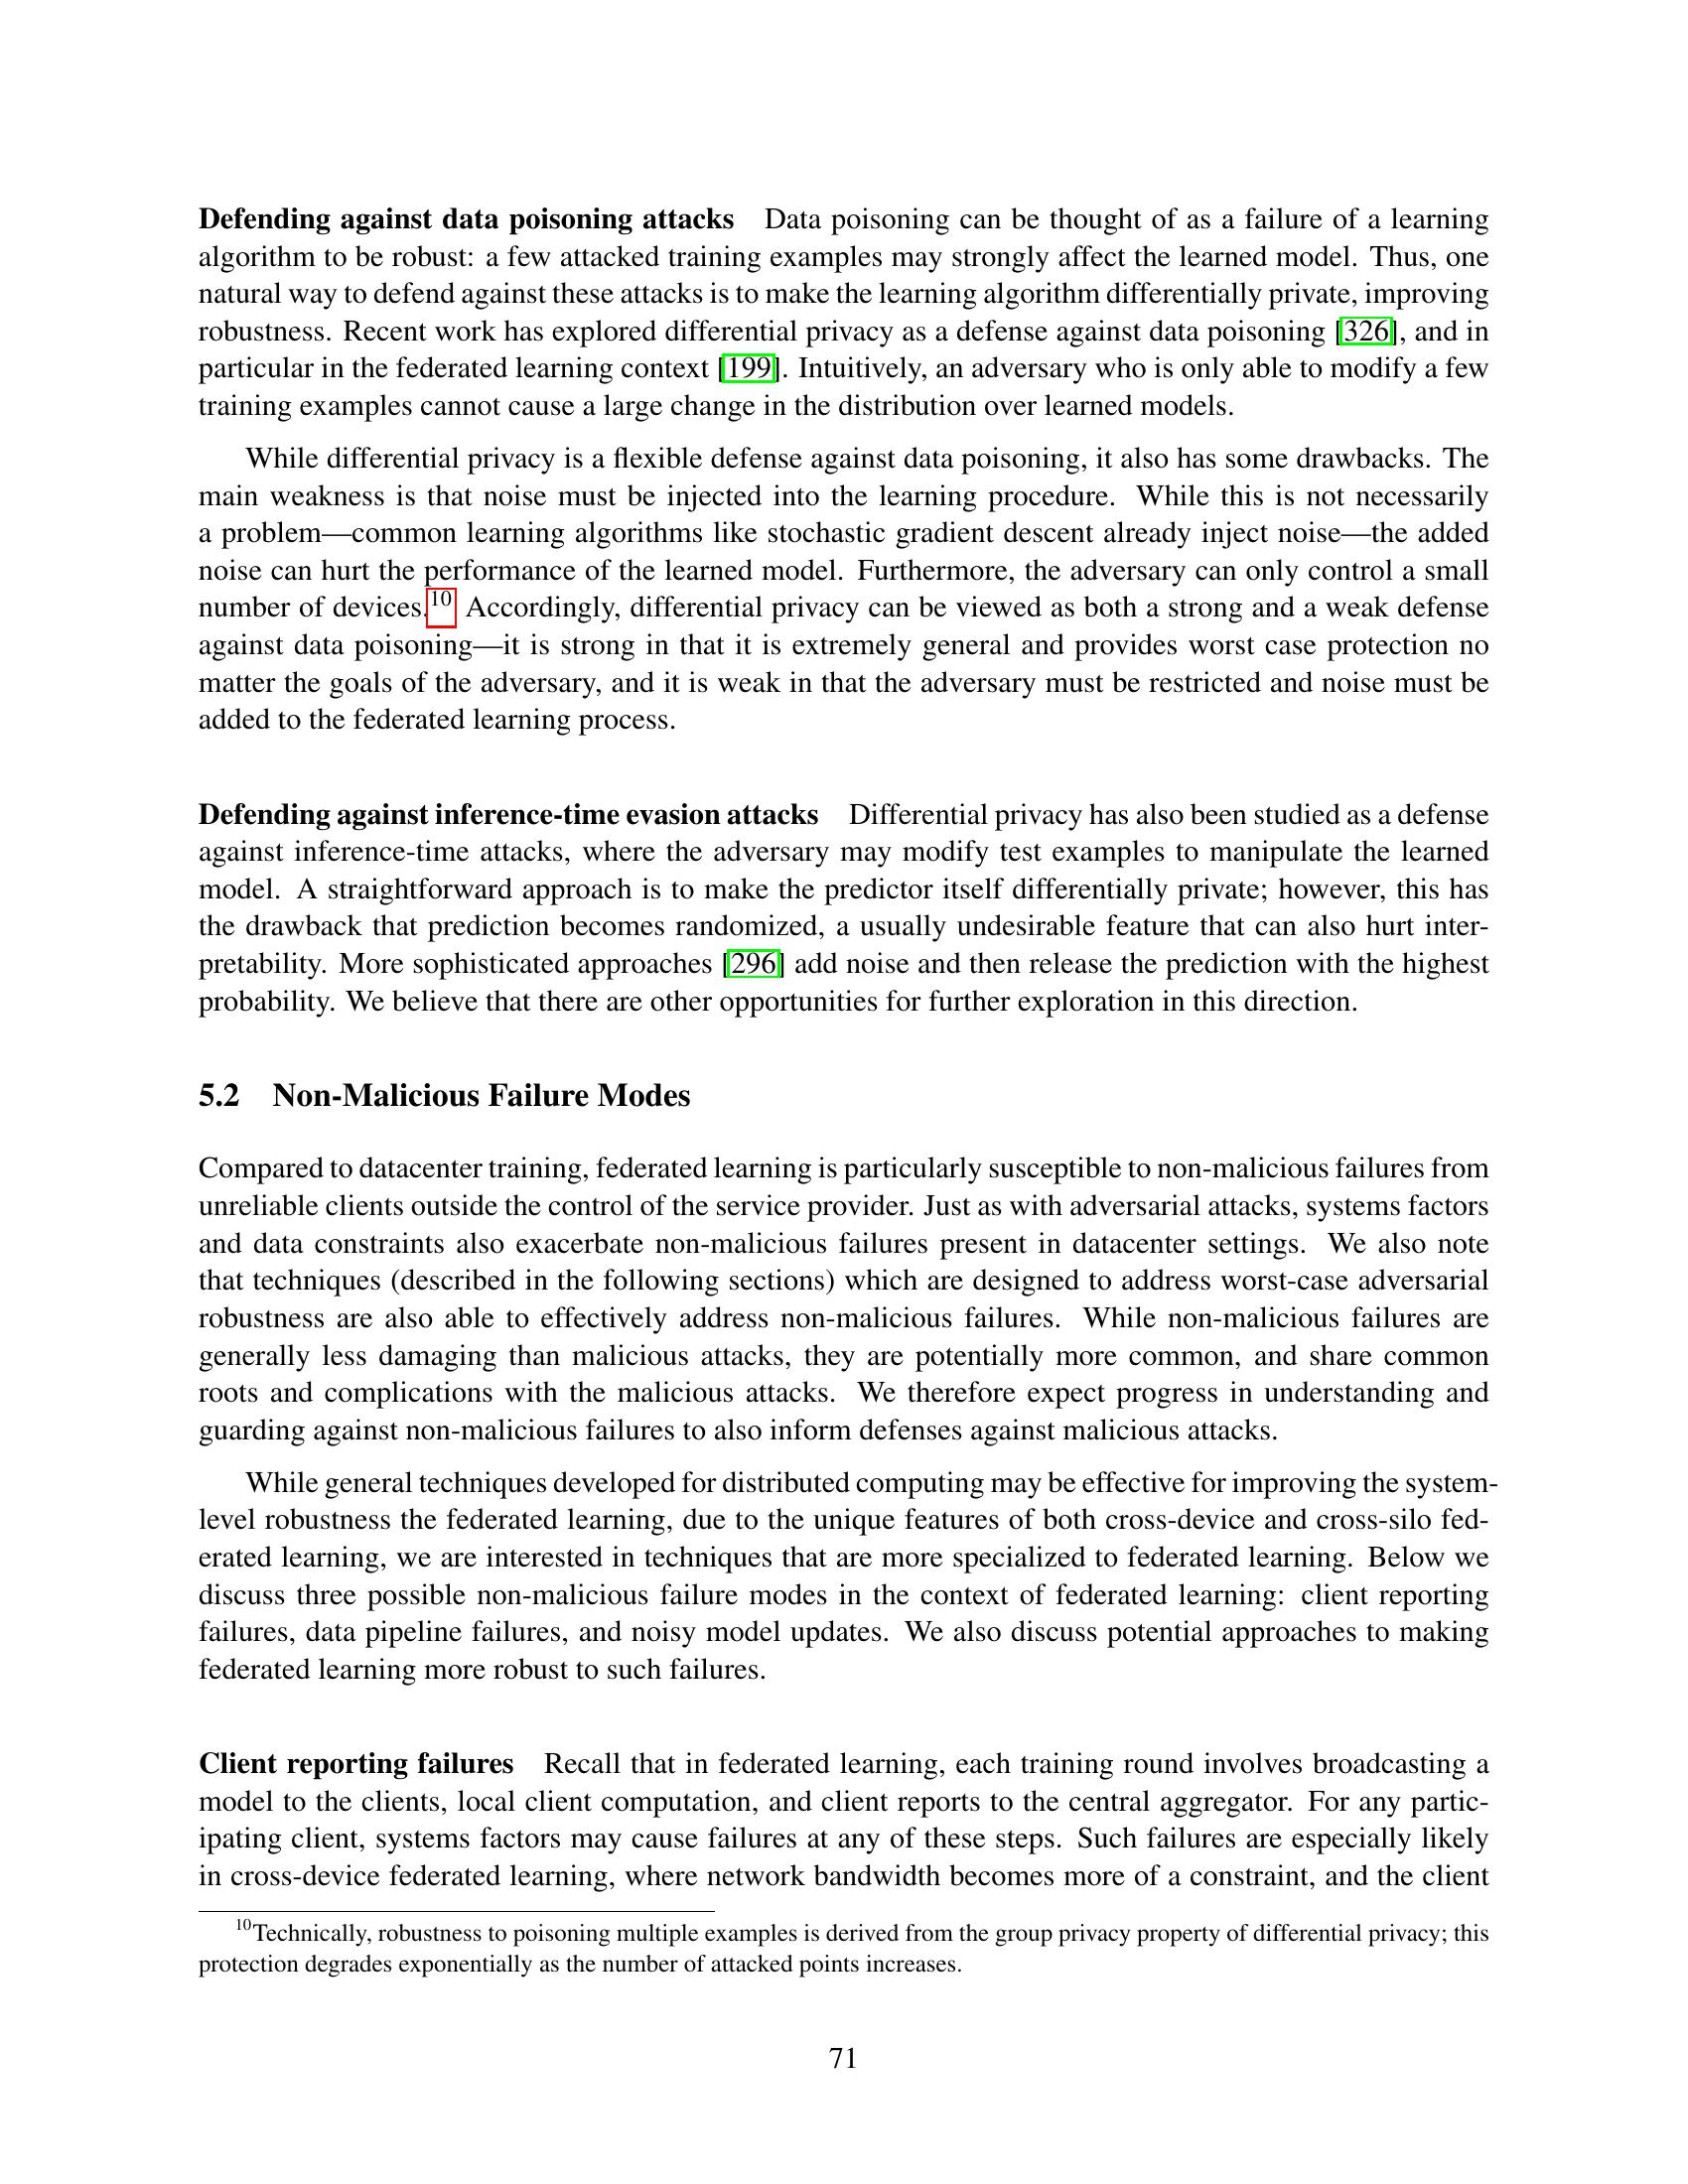 Defending against data poisoning attacks Data poisoning can be thought of as a failure of a learning
algorithm to be robust: a few attacked training examples may strongly affect the learned model. Thus, one
natural way to defend against these attacks is to make the learning algorithm differentially private, improving
robustness. Recent work has explored differential privacy as a defense against data poisoning [326], and in
particular in the federated learning context [199]. Intuitively, an adversary who is only able to modify a few
training examples cannot cause a large change in the distribution over learned models.
While differential privacy is a flexible defense against data poisoning, it also has some drawbacks. The
main weakness is that noise must be injected into the learning procedure. While this is not necessarily
a problem—common learning algorithms like stochastic gradient descent already inject noise—the added
noise can hurt the performance of the learned model. Furthermore, the adversary can only control a small
number of devices.10 Accordingly, differential privacy can be viewed as both a strong and a weak defense
against data poisoning—it is strong in that it is extremely general and provides worst case protection no
matter the goals of the adversary, and it is weak in that the adversary must be restricted and noise must be
added to the federated learning process.
Defending against inference-time evasion attacks Differential privacy has also been studied as a defense
against inference-time attacks, where the adversary may modify test examples to manipulate the learned
model. A straightforward approach is to make the predictor itself differentially private; however, this has
the drawback that prediction becomes randomized, a usually undesirable feature that can also hurt inter-
pretability. More sophisticated approaches [296] add noise and then release the prediction with the highest
probability. We believe that there are other opportunities for further exploration in this direction.
5.2 Non-Malicious Failure Modes
Compared to datacenter training, federated learning is particularly susceptible to non-malicious failures from
unreliable clients outside the control of the service provider. Just as with adversarial attacks, systems factors
and data constraints also exacerbate non-malicious failures present in datacenter settings. We also note
that techniques (described in the following sections) which are designed to address worst-case adversarial
robustness are also able to effectively address non-malicious failures. While non-malicious failures are
generally less damaging than malicious attacks, they are potentially more common, and share common
roots and complications with the malicious attacks. We therefore expect progress in understanding and
guarding against non-malicious failures to also inform defenses against malicious attacks.
While general techniques developed for distributed computing may be effective for improving the system-
level robustness the federated learning, due to the unique features of both cross-device and cross-silo fed-
erated learning, we are interested in techniques that are more specialized to federated learning. Below we
discuss three possible non-malicious failure modes in the context of federated learning: client reporting
failures, data pipeline failures, and noisy model updates. We also discuss potential approaches to making
federated learning more robust to such failures.
Client reporting failures Recall that in federated learning, each training round involves broadcasting a
model to the clients, local client computation, and client reports to the central aggregator. For any partic-
ipating client, systems factors may cause failures at any of these steps. Such failures are especially likely
in cross-device federated learning, where network bandwidth becomes more of a constraint, and the client
10Technically, robustness to poisoning multiple examples is derived from the group privacy property of differential privacy; this
protection degrades exponentially as the number of attacked points increases.
71